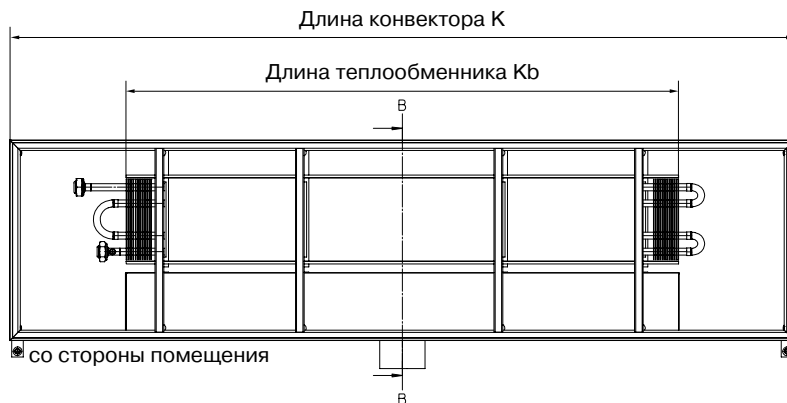 Длина конвектора K
Длина теплообменника Kb
B
со стороны помещения
B